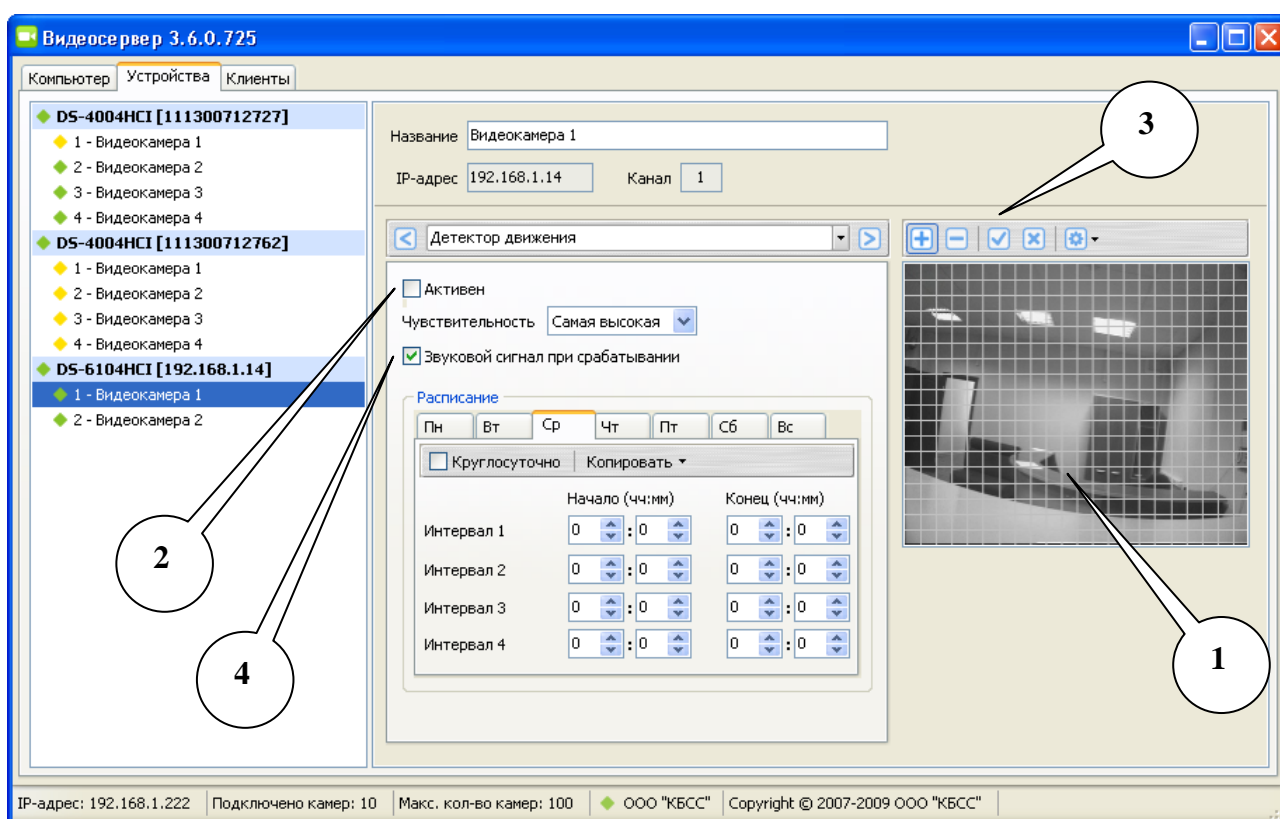 Видеосервер 3.6.0.725
Компьютер Устройства Клиенты
DS-4004HCI [111300712727]
1 - Видеокамера 1
2 - Видеокамера 2
3 - Видеокамера 3
4 - Видеокамера 4
DS-4004HCI [111300712762]
1 - Видеокамера 1
2 - Видеокамера 2
3 - Видеокамера 3
4 - Видеокамера 4
DS-6104HCI [192.168.1.14]
1 - Видеокамера 1
2 - Видеокамера 2
Название Видеокамера 1
IP-адрес 192.168.1.14 Канал 1
Детектор движения
Активен
Чувствительность Самая высокая
Звуковой сигнал при срабатывании
Расписание
Пн Вт Ср Чт Пт Сб Вс
Круглосуточно Копировать
Начало (чч:мм) Конец (чч:мм)
Интервал 1 0 : 0 0 : 0
Интервал 2 0 : 0 0 : 0
Интервал 3 0 : 0 0 : 0
Интервал 4 0 : 0 0 : 0
3
2
4
1
IP-адрес: 192.168.1.222 Подключено камер: 10 Макс. кол-во камер: 100 ООО "КБСС" Copyright © 2007-2009 ООО "КБСС"